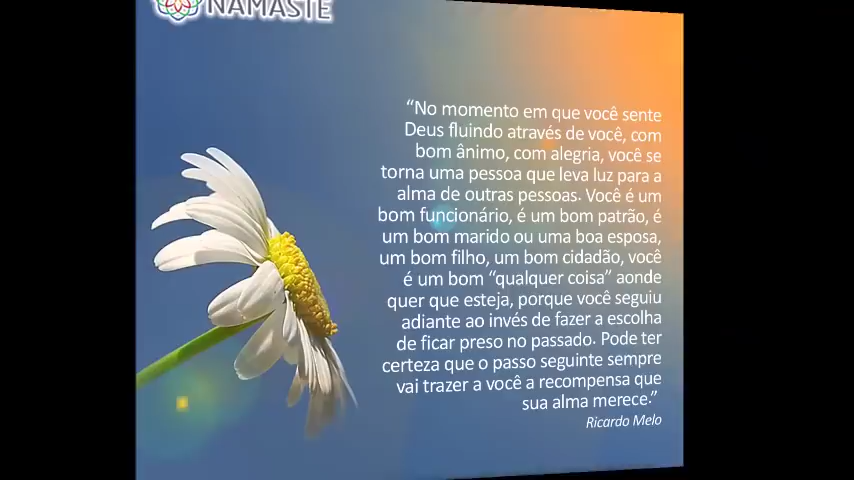 NAMASTÊ
“No momento em que você sente
Deus fluindo através de você, com
bom ânimo, com alegria, você se
torna uma pessoa que leva luz para a
alma de outras pessoas. Você é um
bom funcionário, é um bom patrão, é
um bom marido ou uma boa esposa,
um bom filho, um bom cidadão, você
é um bom “qualquer coisa” aonde
quer que esteja, porque você seguiu
adiante ao invés de fazer a escolha
de ficar preso no passado. Pode ter
certeza que o passo seguinte sempre
vai trazer a você a recompensa que
sua alma merece.”
Ricardo Melo